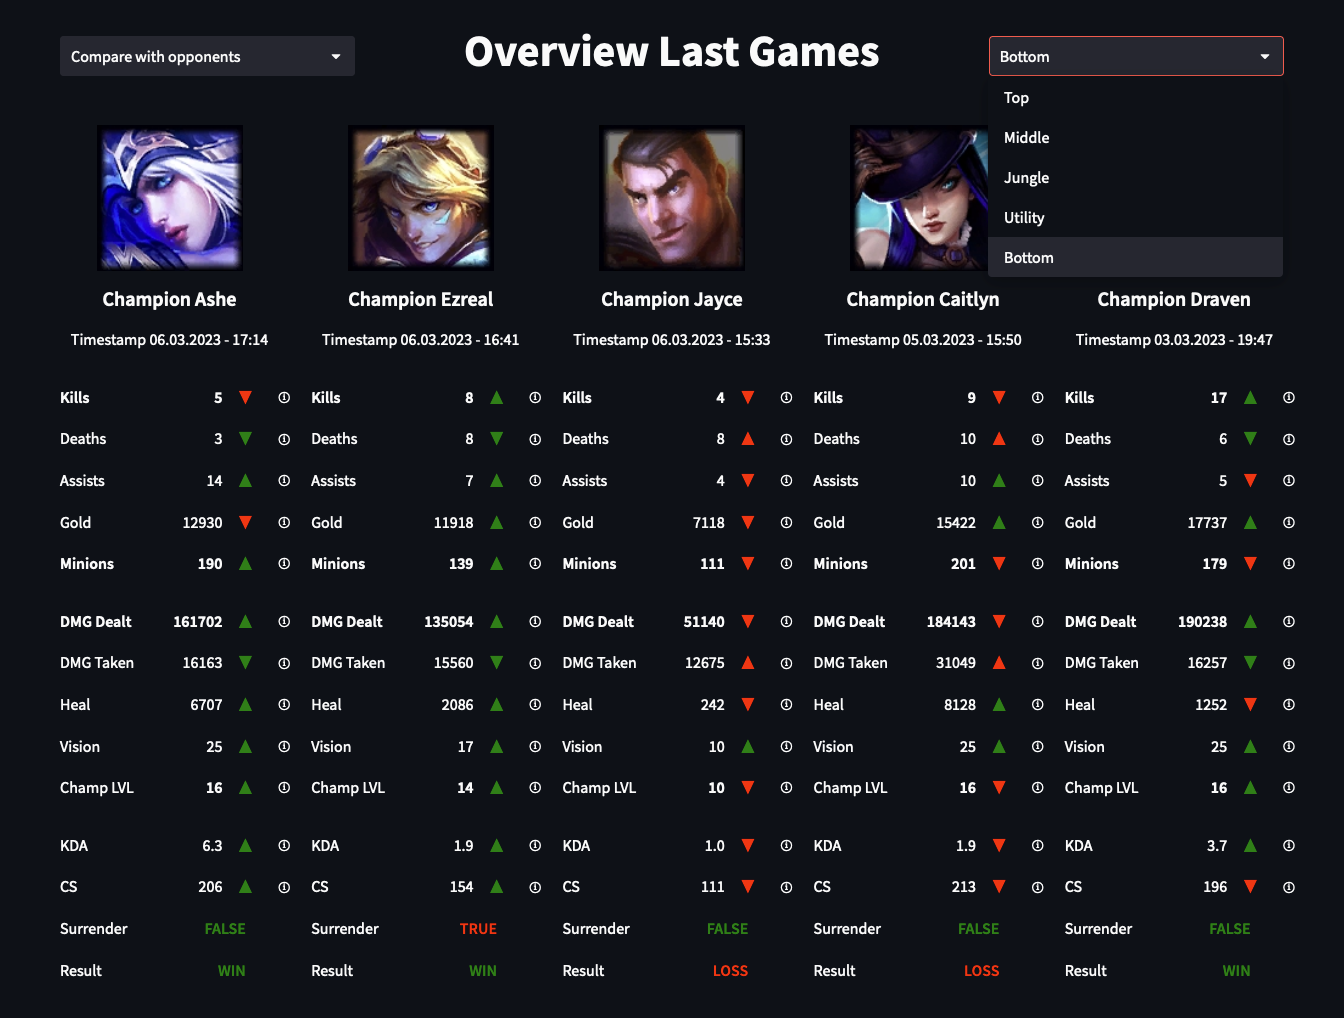 Compare with opponents
Overview Last Games
Bottom
Top
Middle
Jungle
Utility
Bottom
Champion Ashe Champion Ezreal Champion Jayce Champion Caitlyn Champion Draven
Timestamp 06.03.2023 - 17:14 Timestamp 06.03.2023 - 16:41 Timestamp 06.03.2023 - 15:33 Timestamp 05.03.2023 - 15:50 Timestamp 03.03.2023 - 19:47
Kills 5 Kills 8 Kills 4 Kills 9 Kills 17
Deaths 3 Deaths 8 Deaths 8 Deaths 10 Deaths 6
Assists 14 Assists 7 Assists 4 Assists 10 Assists 5
Gold 12930 Gold 11918 Gold 7118 Gold 15422 Gold 17737
Minions 190 Minions 139 Minions 111 Minions 201 Minions 179
DMG Dealt 161702 DMG Dealt 135054 DMG Dealt 51140 DMG Dealt 184143 DMG Dealt 190238
DMG Taken 16163 DMG Taken 15560 DMG Taken 12675 DMG Taken 31049 DMG Taken 16257
Heal 6707 Heal 2086 Heal 242 Heal 8128 Heal 1252
Vision 25 Vision 17 Vision 10 Vision 25 Vision 25
Champ LVL 16 Champ LVL 14 Champ LVL 10 Champ LVL 16 Champ LVL 16
KDA 6.3 KDA 1.9 KDA 1.0 KDA 1.9 KDA 3.7
CS 206 CS 154 CS 111 CS 213 CS 196
Surrender FALSE Surrender TRUE Surrender FALSE Surrender FALSE Surrender FALSE
Result WIN Result WIN Result LOSS Result LOSS Result WIN